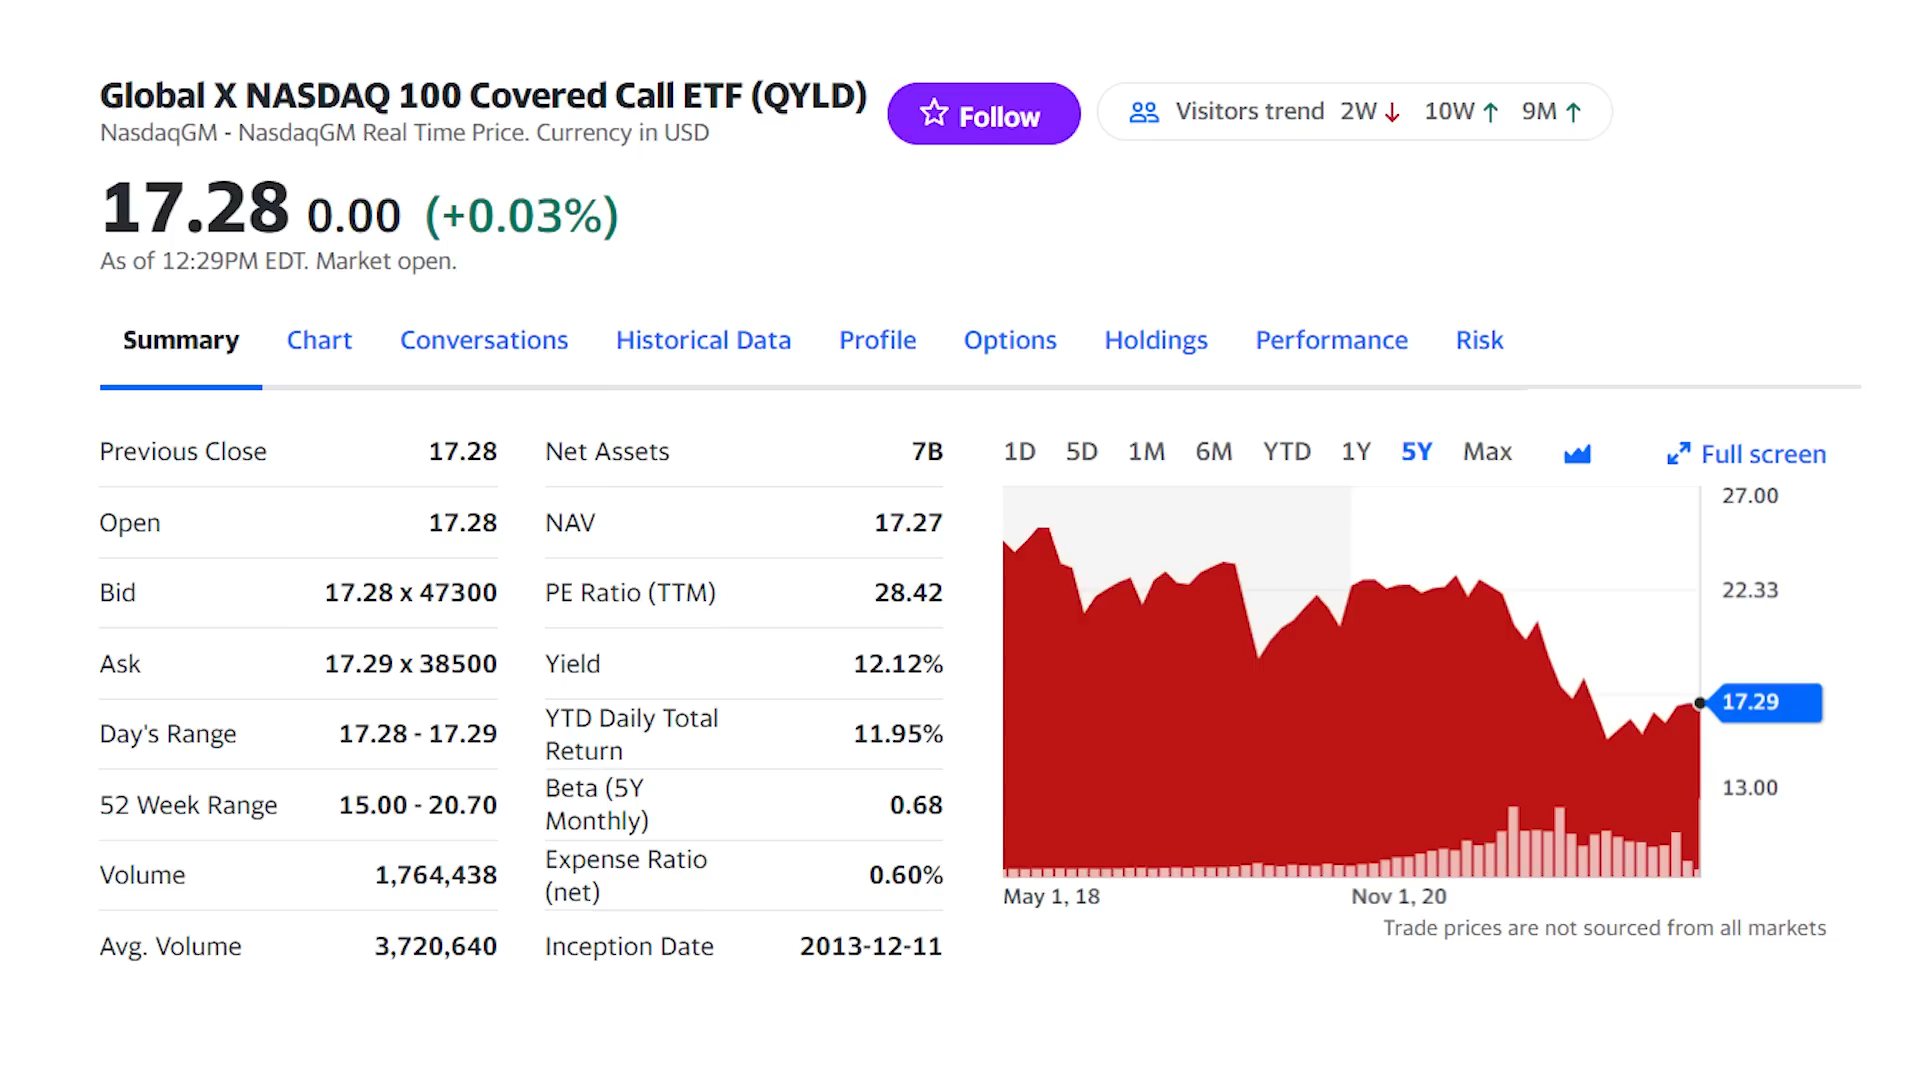 Global X NASDAQ 100 Covered Call ETF (QYLD)
Follow
Visitors trend 2W↓ 10W↑ 9M↑
NasdaqGM - NasdaqGM Real Time Price. Currency in USD
17.28 0.00 (+0.03%)
As of 12:29PM EDT. Market open.
Summary Chart Conversations Historical Data Profile Options Holdings Performance Risk
Previous Close 17.28
Open 17.28
Bid 17.28 x 47300
Ask 17.29 x 38500
Day's Range 17.28 - 17.29
52 Week Range 15.00 - 20.70
Volume 1,764,438
Avg. Volume 3,720,640
Net Assets 7B
NAV 17.27
PE Ratio (TTM) 28.42
Yield 12.12%
YTD Daily Total
Return 11.95%
Beta (5Y
Monthly) 0.68
Expense Ratio
(net) 0.60%
Inception Date 2013-12-11
1D 5D 1M 6M YTD 1Y 5Y Max Full screen
27.00
22.33
17.29
13.00
May 1, 18 Nov 1, 20
Trade prices are not sourced from all markets